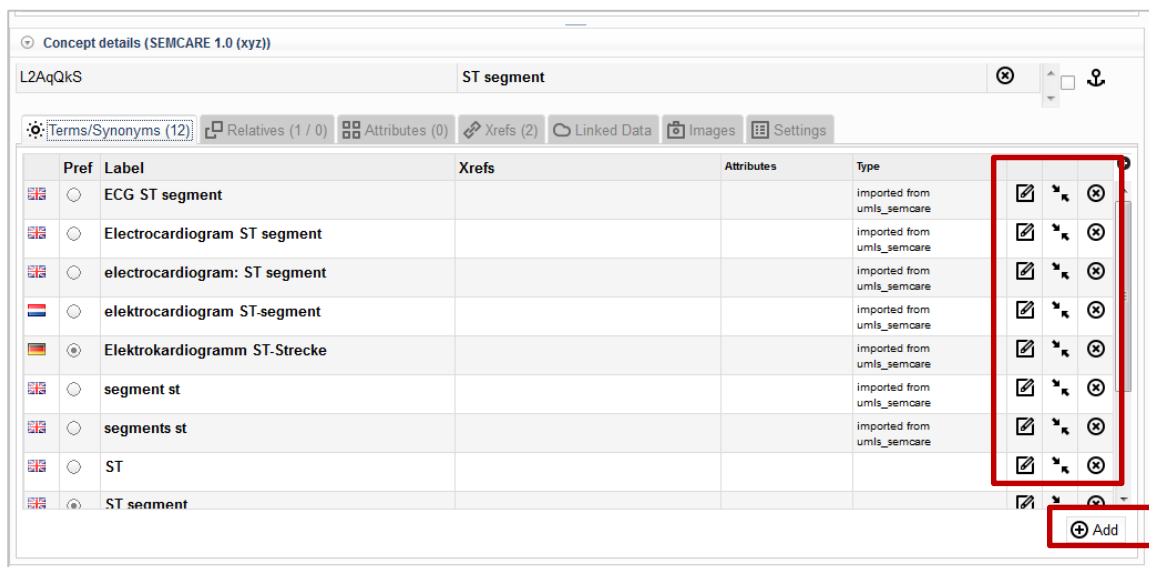 Concept details (SEMCARE 1.0 (xyz))
L2AqQkS ST segment
Terms/Synonyms (12) Relatives (1 / 0) Attributes (0) Xrefs (2) Linked Data Images Settings
Pref Label Xrefs Attributes Type
ECG ST segment imported from
umls_semcare
Electrocardiogram ST segment imported from
umls_semcare
electrocardiogram: ST segment imported from
umls_semcare
elektrocardiogram ST-segment imported from
umls_semcare
Elektrokardiogramm ST-Strecke imported from
umls_semcare
segment st imported from
umls_semcare
segments st imported from
umls_semcare
ST
ST segment
Add